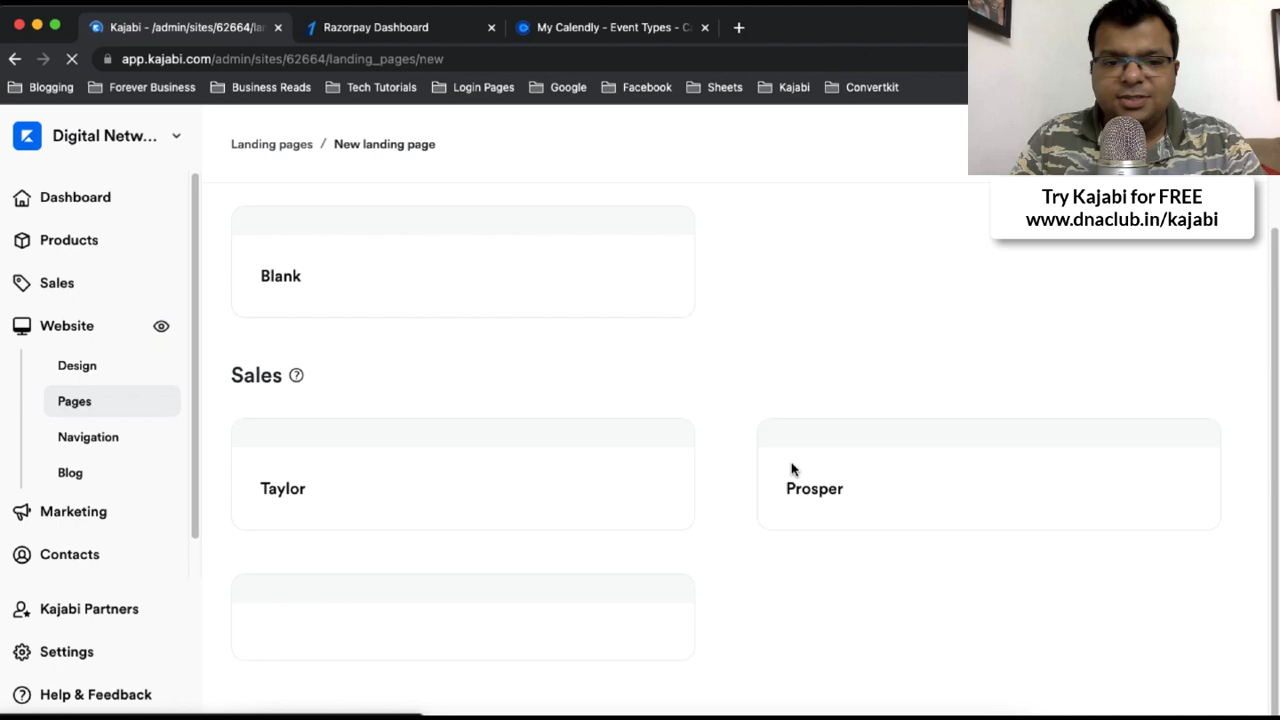 Kajabi - /admin/sites/62664/lan
Razorpay Dashboard
My Calendly - Event Types - C
app.kajabi.com/admin/sites/62664/landing_pages/new
Blogging
Forever Business
Business Reads
Tech Tutorials
Login Pages
Google
Facebook
Sheets
Kajabi
Convertkit
Digital Netw...
Landing pages / New landing page
Try Kajabi for FREE
www.dnaclub.in/kajabi
Dashboard
Products
Sales
Website
Design
Pages
Navigation
Blog
Marketing
Contacts
Kajabi Partners
Settings
Help & Feedback
Blank
Sales
Taylor
Prosper